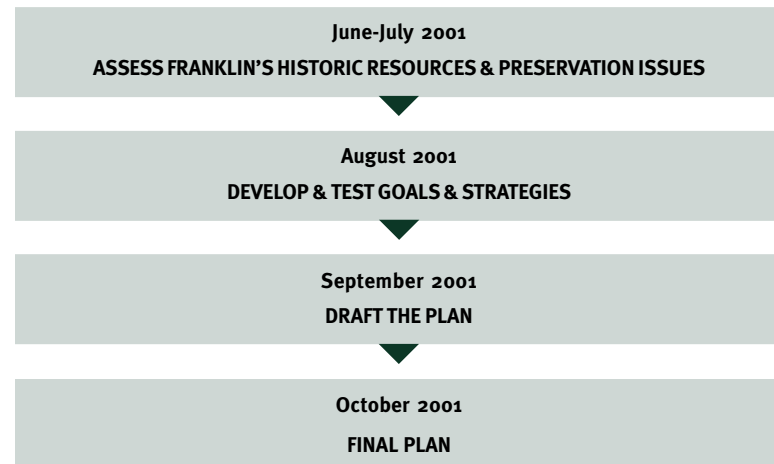 June-July 2001
ASSESS FRANKLIN’S HISTORIC RESOURCES & PRESERVATION ISSUES
August 2001
DEVELOP & TEST GOALS & STRATEGIES
September 2001
DRAFT THE PLAN
October 2001
FINAL PLAN